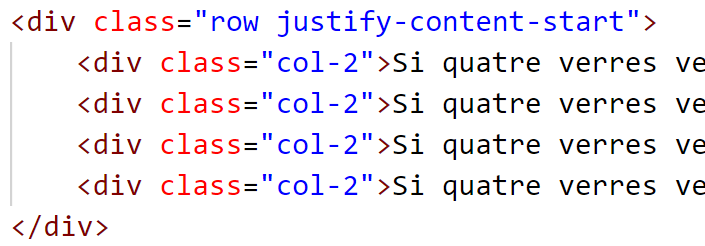 <div class="row justify-content-start">
<div class="col-2">Si quatre verres ve
<div class="col-2">Si quatre verres ve
<div class="col-2">Si quatre verres ve
<div class="col-2">Si quatre verres ve
</div>